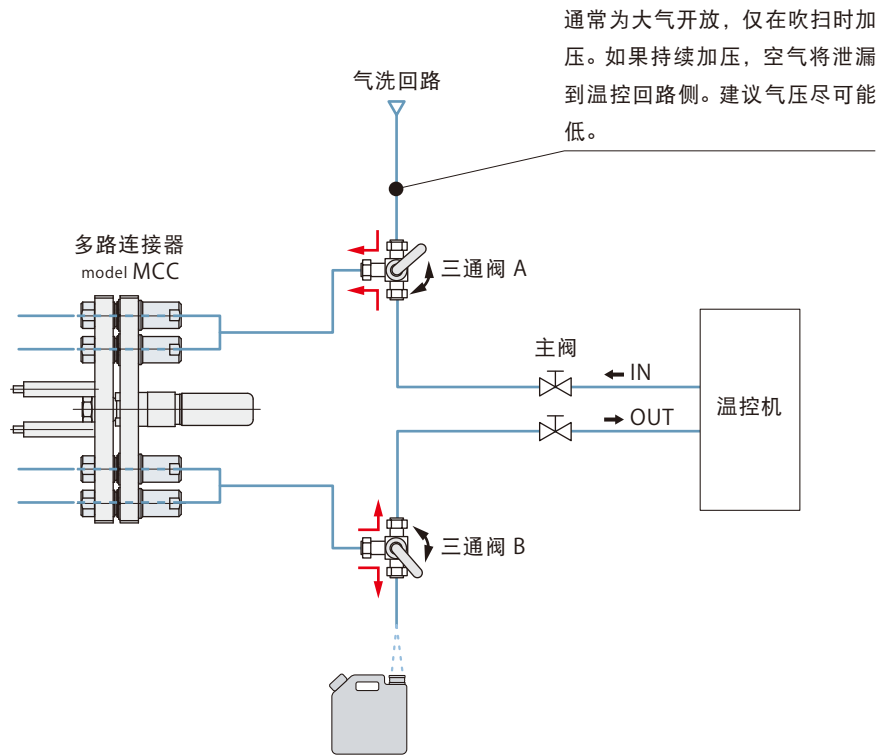 通常为大气开放，仅在吹扫时加
压。如果持续加压，空气将泄漏
到温控回路侧。建议气压尽可能
低。
气洗回路
多路连接器
model MCC
三通阀 A
主阀
IN
OUT
温控机
三通阀 B